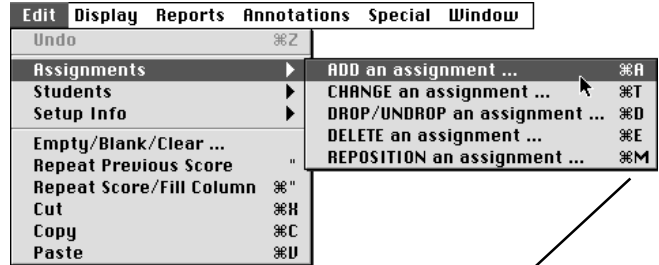 Edit Display Reports Annotations Special Window
Undo ⌘Z
Assignments
Students
Setup Info
Empty/Blank/Clear ...
Repeat Previous Score "
Repeat Score/Fill Column ⌘"
Cut ⌘X
Copy ⌘C
Paste ⌘V
ADD an assignment ... ⌘A
CHANGE an assignment ... ⌘T
DROP/UNDROP an assignment ... ⌘D
DELETE an assignment ... ⌘E
REPOSITION an assignment ... ⌘M